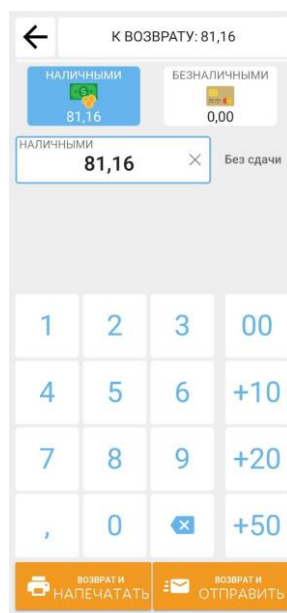 К ВОЗВРАТУ: 81,16
НАЛИЧНЫМИ
81,16
БЕЗНАЛИЧНЫМИ
0,00
НАЛИЧНЫМИ
81,16
Без сдачи
1 2 3 00
4 5 6 +10
7 8 9 +20
, 0 +50
ВОЗВРАТ И
НАПЕЧАТАТЬ
ВОЗВРАТ И
ОТПРАВИТЬ